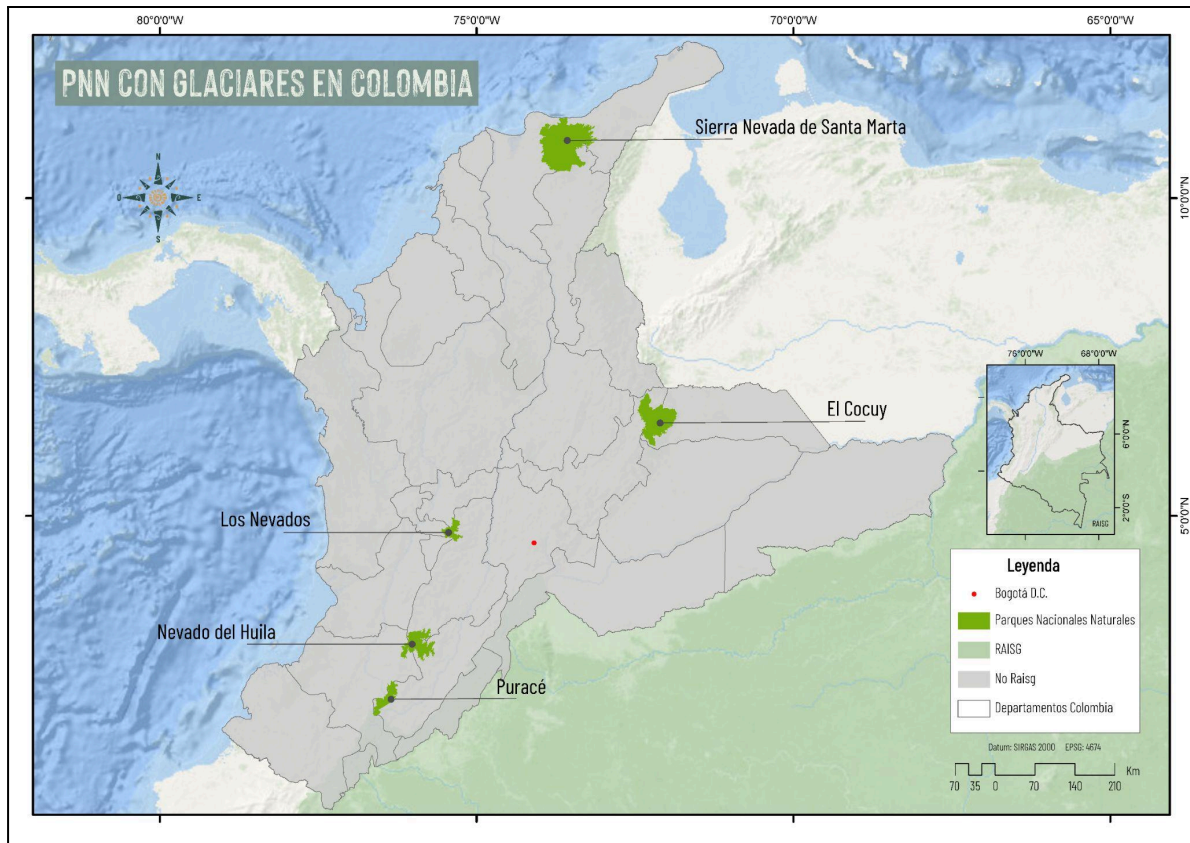 80°0'0"W
75°0'0"W
70°0'0"W
65°0'0"W
PNN CON GLACIARES EN COLOMBIA
Sierra Nevada de Santa Marta
N
O
E
S
10°0'0"N
76°0'0"W
68°0'0"W
El Cocuy
6°0'0"N
2°0'0"S
RAISG
Los Nevados
5°0'0"N
Leyenda
Bogotá D.C.
Parques Nacionales Naturales
RAISG
No Raisg
Departamentos Colombia
Nevado del Huila
Puracé
Datum: SIRGAS 2000 EPSG: 4674
Km
70 35 0 70 140 210